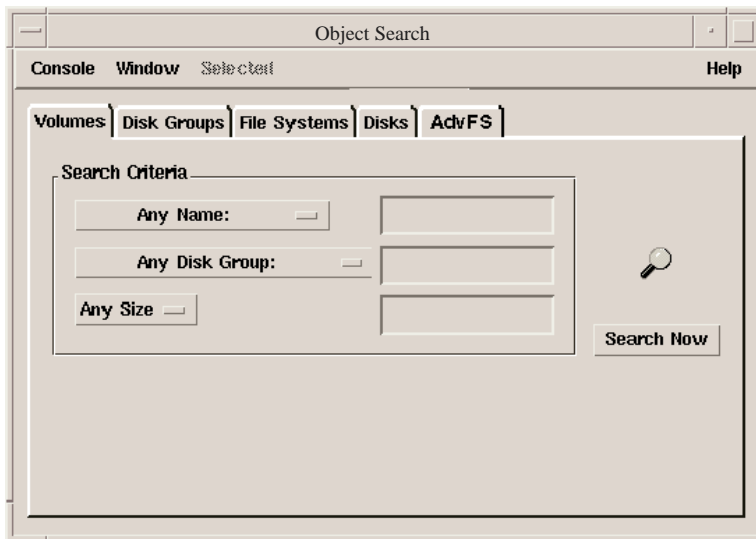 Object Search
Console Window Selected Help
Volumes Disk Groups File Systems Disks AdvFS
Search Criteria
Any Name:
Any Disk Group:
Any Size
Search Now